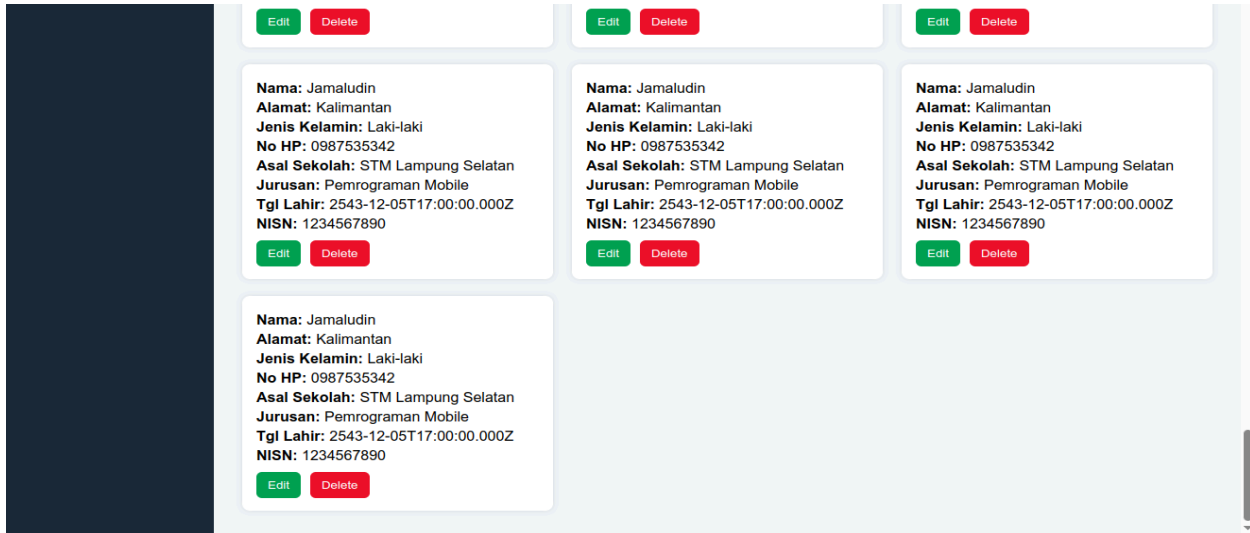 Edit Delete
Edit Delete
Edit Delete
Nama: Jamaludin
Alamat: Kalimantan
Jenis Kelamin: Laki-laki
No HP: 0987535342
Asal Sekolah: STM Lampung Selatan
Jurusan: Pemrograman Mobile
Tgl Lahir: 2543-12-05T17:00:00.000Z
NISN: 1234567890
Edit Delete
Nama: Jamaludin
Alamat: Kalimantan
Jenis Kelamin: Laki-laki
No HP: 0987535342
Asal Sekolah: STM Lampung Selatan
Jurusan: Pemrograman Mobile
Tgl Lahir: 2543-12-05T17:00:00.000Z
NISN: 1234567890
Edit Delete
Nama: Jamaludin
Alamat: Kalimantan
Jenis Kelamin: Laki-laki
No HP: 0987535342
Asal Sekolah: STM Lampung Selatan
Jurusan: Pemrograman Mobile
Tgl Lahir: 2543-12-05T17:00:00.000Z
NISN: 1234567890
Edit Delete
Nama: Jamaludin
Alamat: Kalimantan
Jenis Kelamin: Laki-laki
No HP: 0987535342
Asal Sekolah: STM Lampung Selatan
Jurusan: Pemrograman Mobile
Tgl Lahir: 2543-12-05T17:00:00.000Z
NISN: 1234567890
Edit Delete